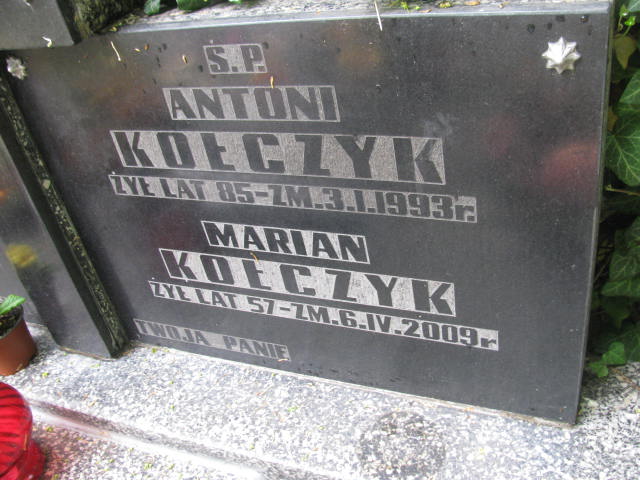 Ś.P.
ANTONI
KOŁCZYK
ŻYŁ LAT 85-ZM.3.I.1993r.
MARIAN
KOŁCZYK
ŻYŁ LAT 57-ZM.6.IV.2009r.
TWOJA PANIE